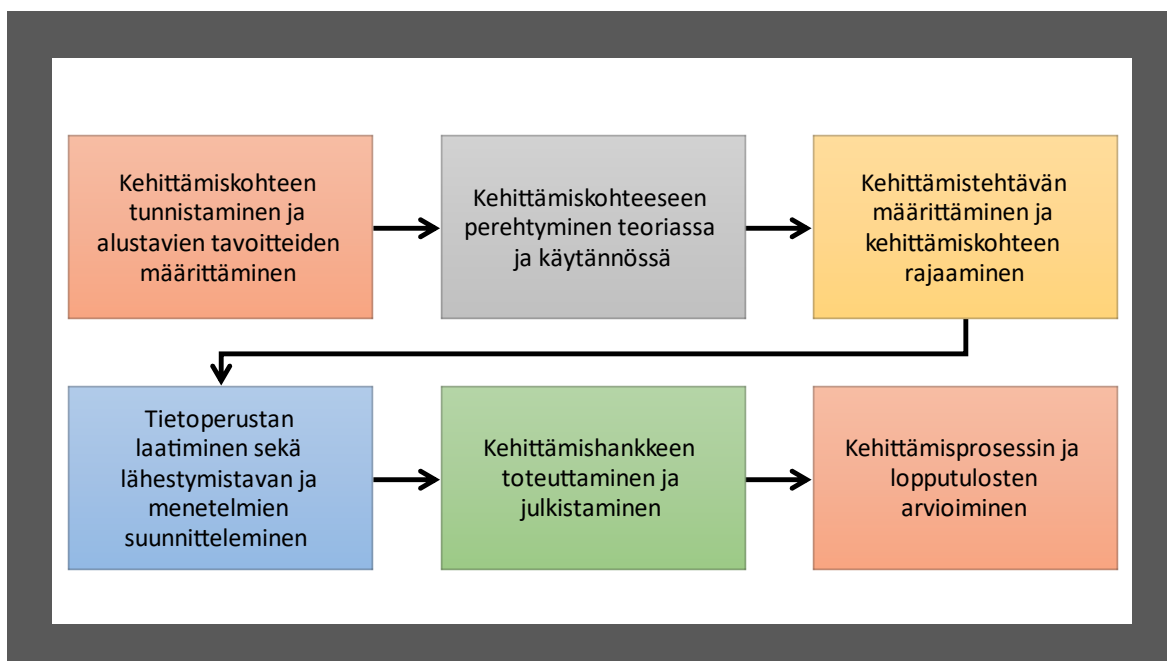 Kehittämiskohteen
tunnistaminen ja
alustavien tavoitteiden
määrittäminen
Kehittämiskohteeseen
perehtyminen teoriassa
ja käytännössä
Kehittämistehtävän
määrittäminen ja
kehittämiskohteen
rajaaminen
Tietoperustan
laatiminen sekä
lähestymistavan ja
menetelmien
suunnitteleminen
Kehittämishankkeen
toteuttaminen ja
julkistaminen
Kehittämisprosessin ja
lopputulosten
arvioiminen